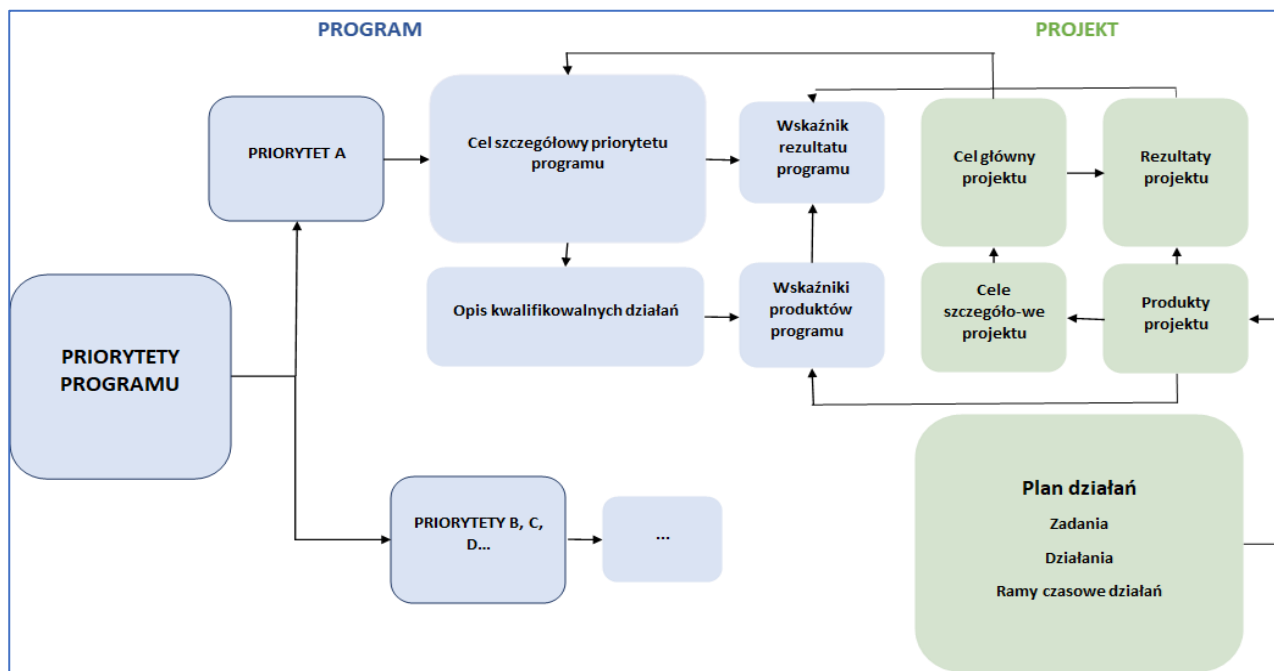 PROGRAM
PROJEKT
PRIORYTET A
Cel szczegółowy priorytetu
programu
Wskaźnik
rezultatu
programu
Cel główny
projektu
Rezultaty
projektu
PRIORYTETY
PROGRAMU
Opis kwalifikowalnych działań
Wskaźniki
produktów
programu
Cele
szczegóło-we
projektu
Produkty
projektu
PRIORYTETY B, C,
D...
...
Plan działań
Zadania
Działania
Ramy czasowe działań